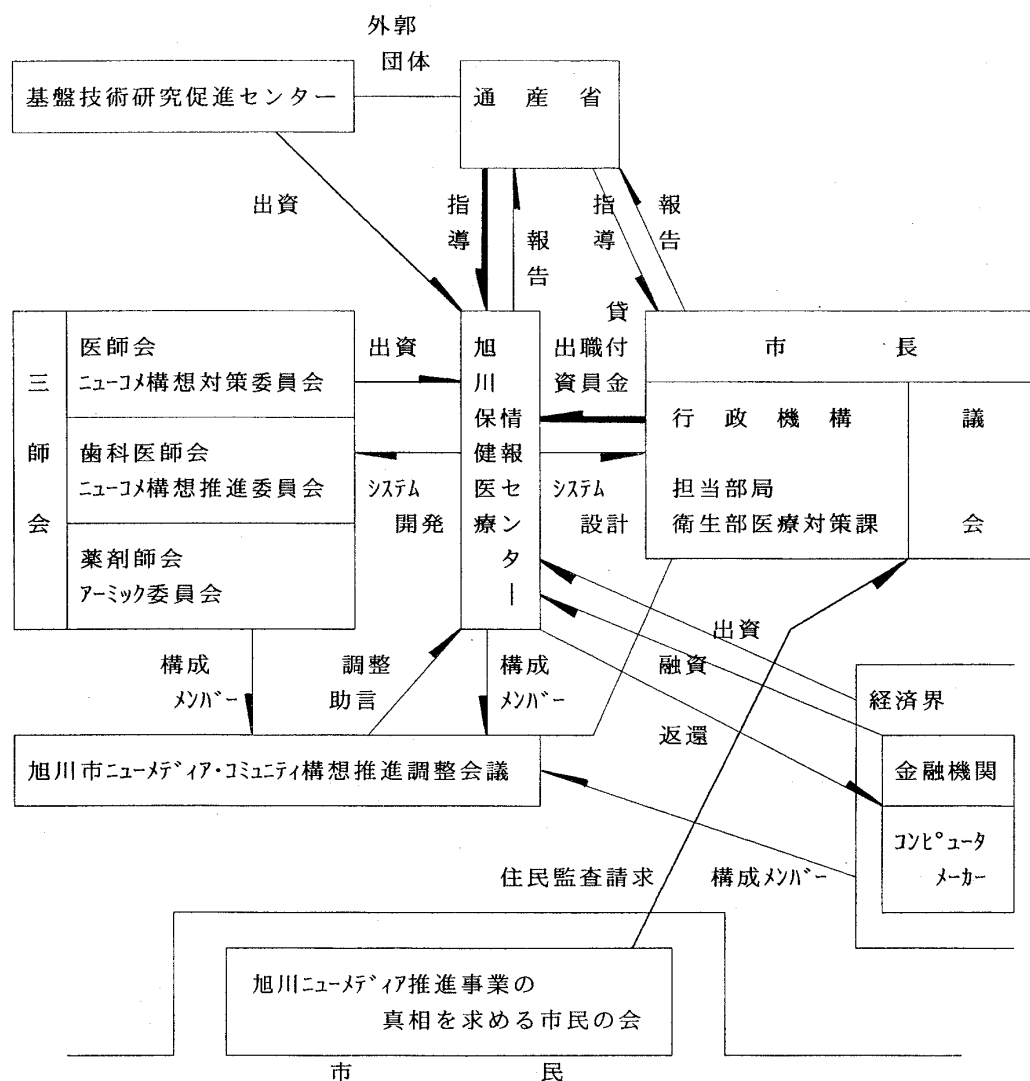 外郭
団体
基盤技術研究促進センター
通産省
出資
指導
報告
指導
報告
三師会
医師会
ニューコメ構想対策委員会
歯科医師会
ニューコメ構想推進委員会
薬剤師会
アーミック委員会
出資
システム
開発
旭川保健医療
情報センター
貸付金
出資
職員
システム
設計
市長
行政機構
担当部局
衛生部医療対策課
議会
構成
メンバー
調整
助言
構成
メンバー
出資
融資
返還
経済界
金融機関
コンピュータ
メーカー
旭川市ニューメディア・コミュニティ構想推進調整会議
住民監査請求
構成メンバー
旭川ニューメディア推進事業の
真相を求める市民の会
市民